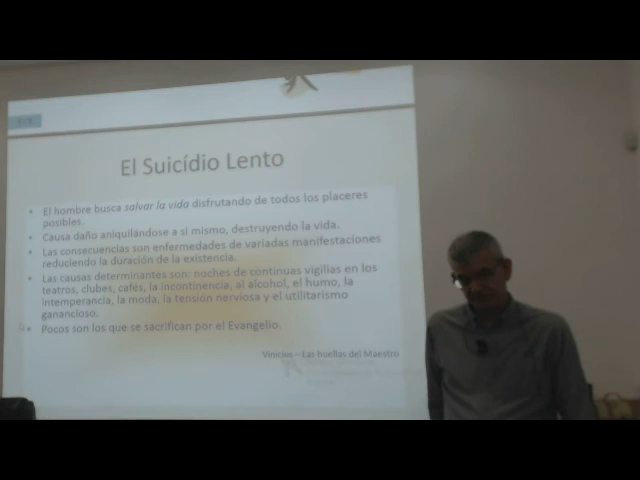 El Suicídio Lento
• El hombre busca salvar la vida disfrutando de todos los placeres
posibles.
• Causa daño aniquilandose a si mismo, destruyendo la vida.
• Las consecuencias son enfermedades de variadas manifestaciones
reduciendo la duración de la existencia.
• Las causas determinantes son: noches de continuas vigilias en los
teatros, clubes, cafés, la incontinencia, al alcohol, el humo, la
intemperancia, la moda, la tensión nerviosa y el utilitarismo
ganancioso.
• Pocos son los que se sacrifican por el Evangelio.
Vinicius – Las huellas del Maestro